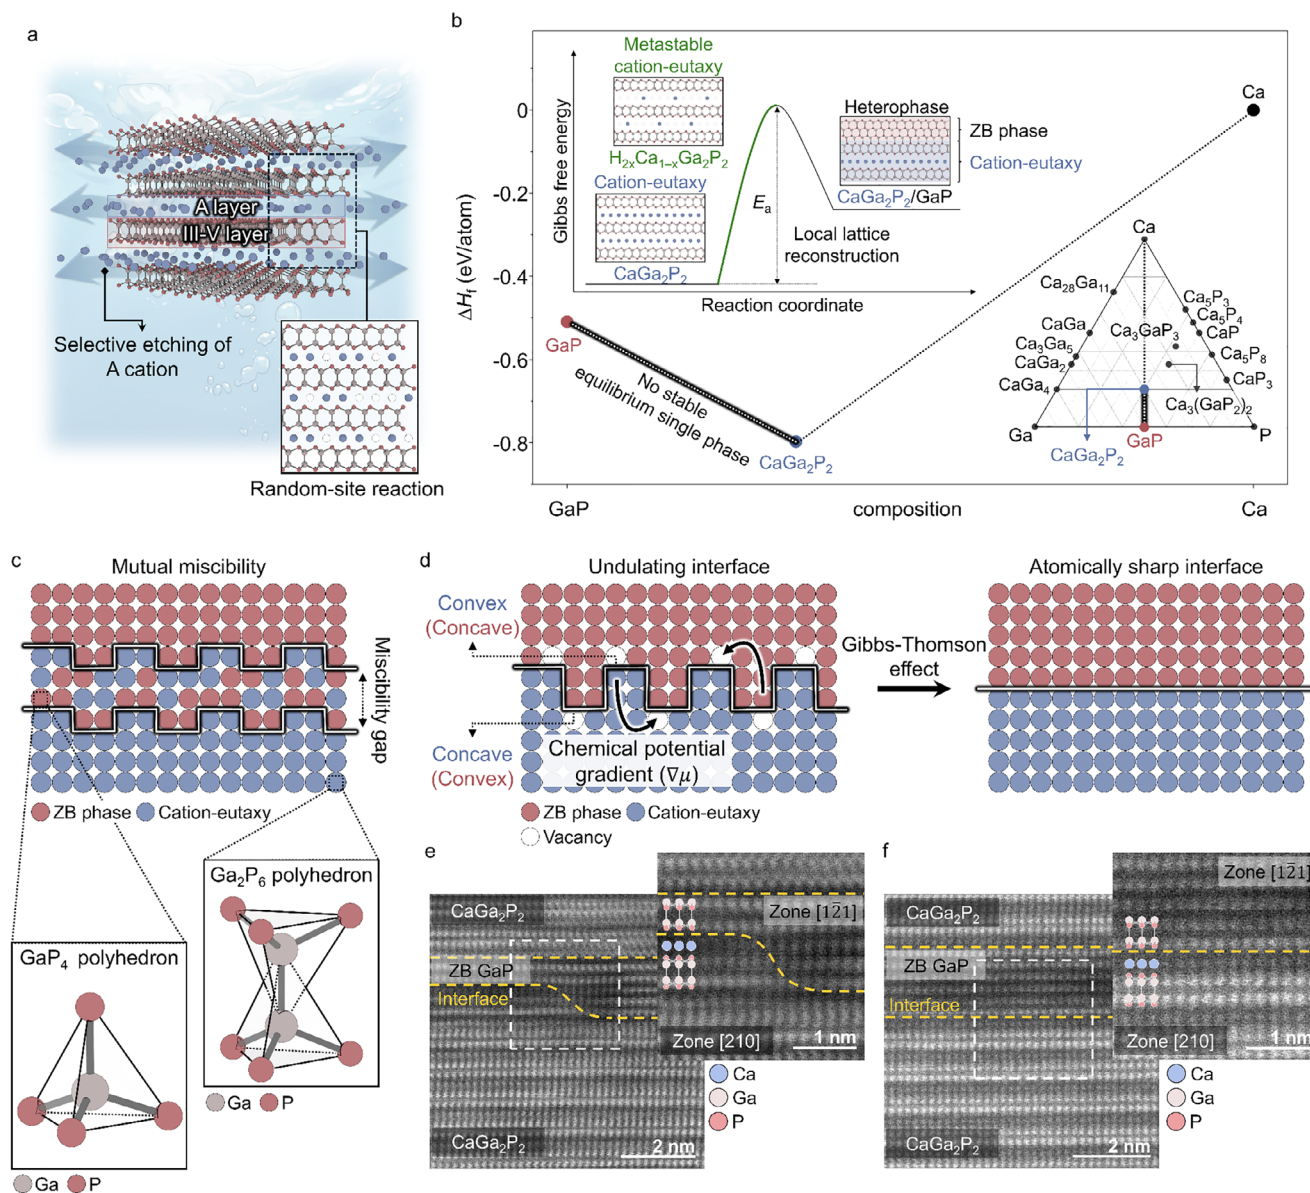 a
A layer
III-V layer
Selective etching of
A cation
Random-site reaction
b
ΔH_f (eV/atom)
0
-0.2
-0.4
-0.6
-0.8
GaP
composition
Ca
Gibbs free energy
Reaction coordinate
Metastable
cation-eutaxy
H₂ₓCa₁₋ₓGa₂P₂
Cation-eutaxy
CaGa₂P₂
E_a
Heterophase
ZB phase
Cation-eutaxy
CaGa₂P₂/GaP
Local lattice
reconstruction
Ca
GaP
No stable
equilibrium single phase
CaGa₂P₂
Ca
Ca₂₈Ga₁₁
CaGa
Ca₃Ga₅
CaGa₂
CaGa₄
Ga
Ca₅P₃
Ca₅P₄
CaP
Ca₃GaP₃
Ca₅P₈
CaP₃
Ca₃(GaP₂)₂
P
GaP
CaGa₂P₂
c
Mutual miscibility
Miscibility gap
ZB phase
Cation-eutaxy
Ga₂P₆ polyhedron
Ga
P
GaP₄ polyhedron
Ga
P
d
Undulating interface
Convex
(Concave)
Concave
(Convex)
Chemical potential
gradient (∇μ)
ZB phase
Cation-eutaxy
Vacancy
Gibbs-Thomson
effect
Atomically sharp interface
e
CaGa₂P₂
ZB GaP
Interface
CaGa₂P₂
2 nm
Zone [12̄1]
Zone [210]
1 nm
Ca
Ga
P
f
CaGa₂P₂
ZB GaP
Interface
CaGa₂P₂
2 nm
Zone [12̄1]
Zone [210]
1 nm
Ca
Ga
P